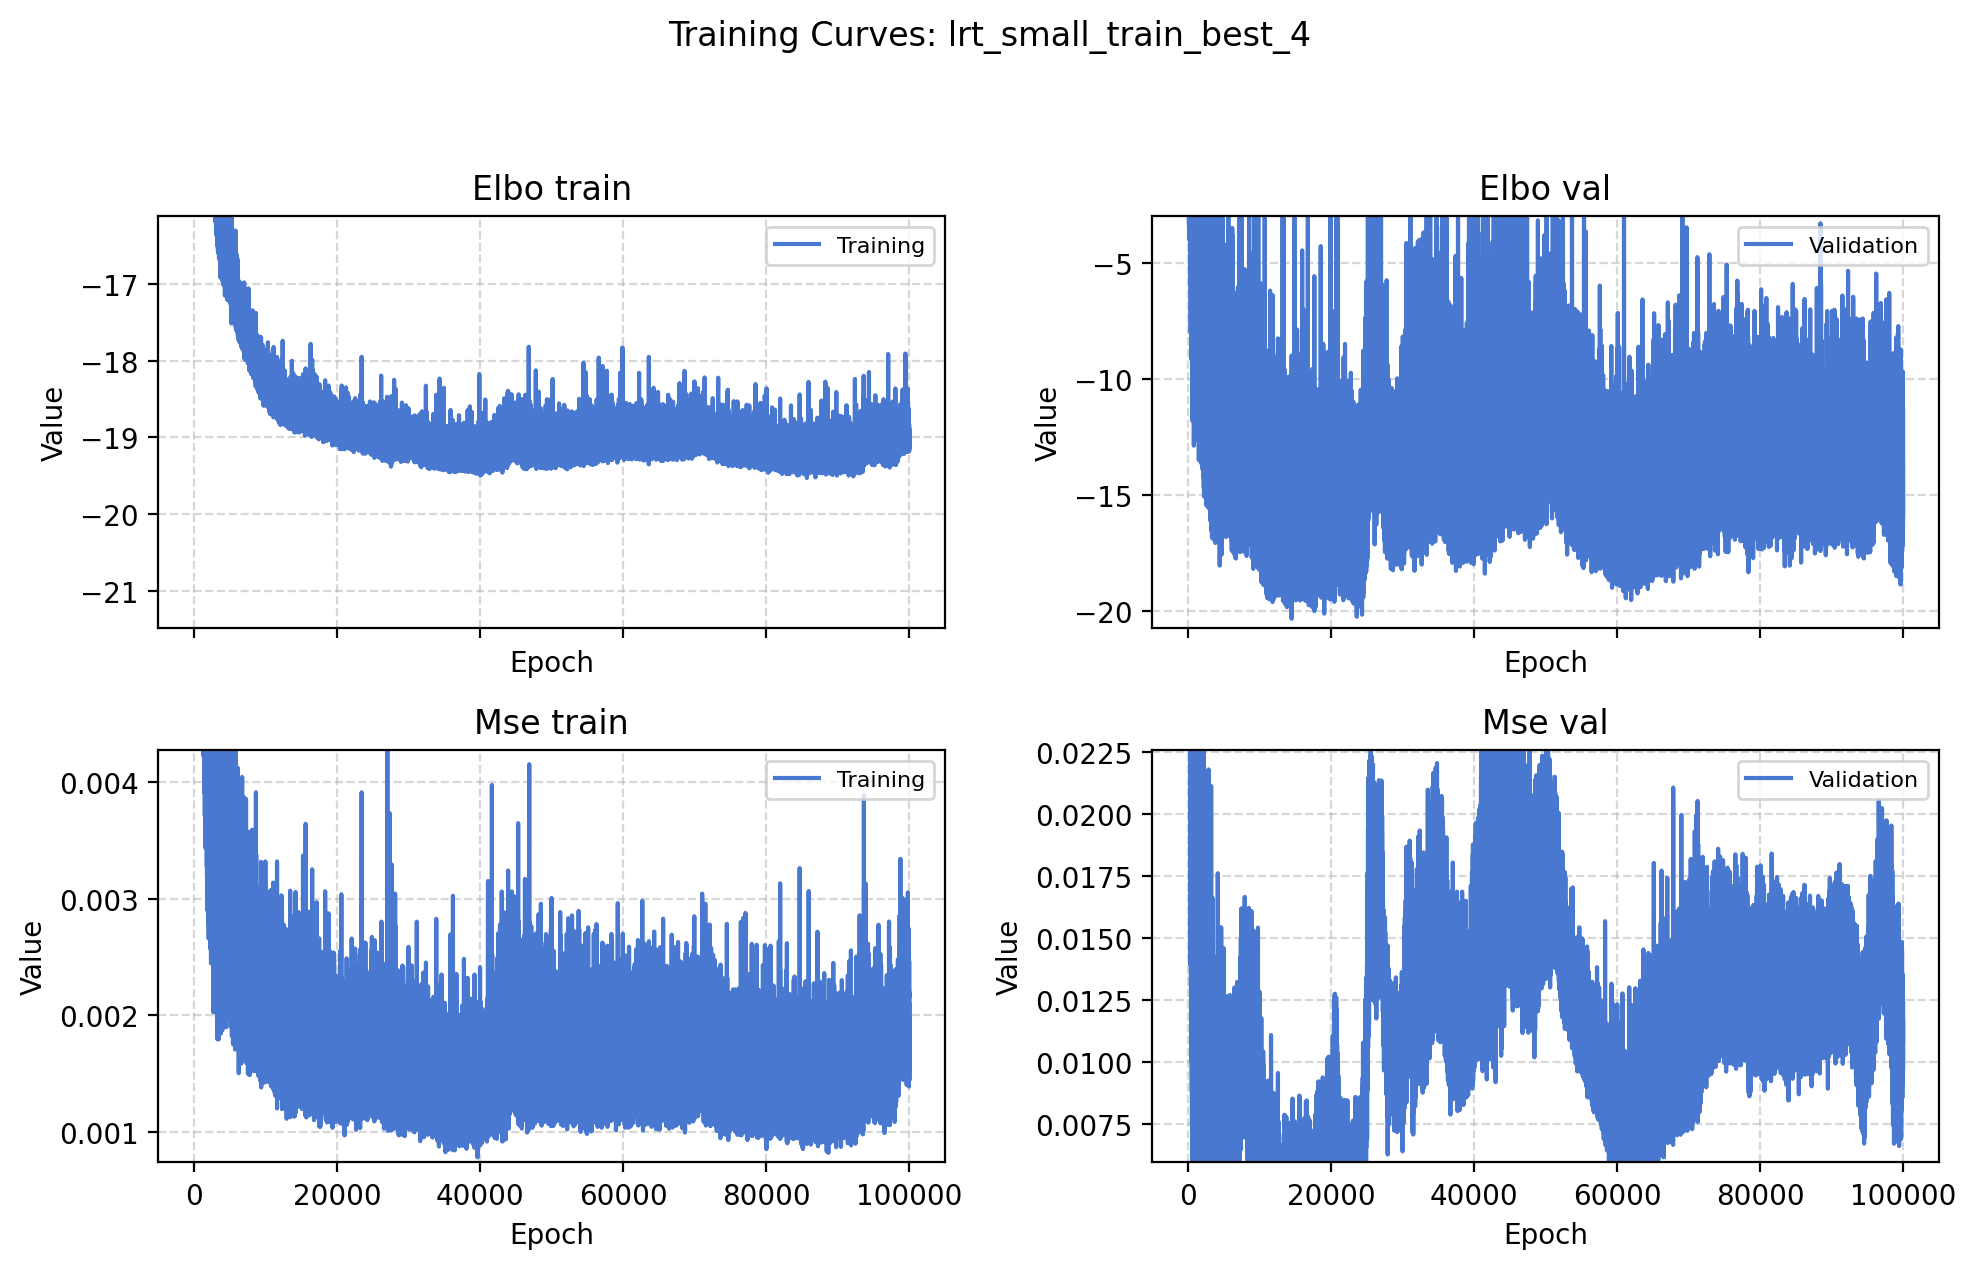 Training Curves: lrt_small_train_best_4
Elbo train
Elbo val
Value
−17
−18
−19
−20
−21
Training
Epoch
Value
−5
−10
−15
−20
Validation
Epoch
Mse train
Mse val
Value
0.004
0.003
0.002
0.001
Training
0
20000
40000
60000
80000
100000
Epoch
Value
0.0225
0.0200
0.0175
0.0150
0.0125
0.0100
0.0075
Validation
0
20000
40000
60000
80000
100000
Epoch